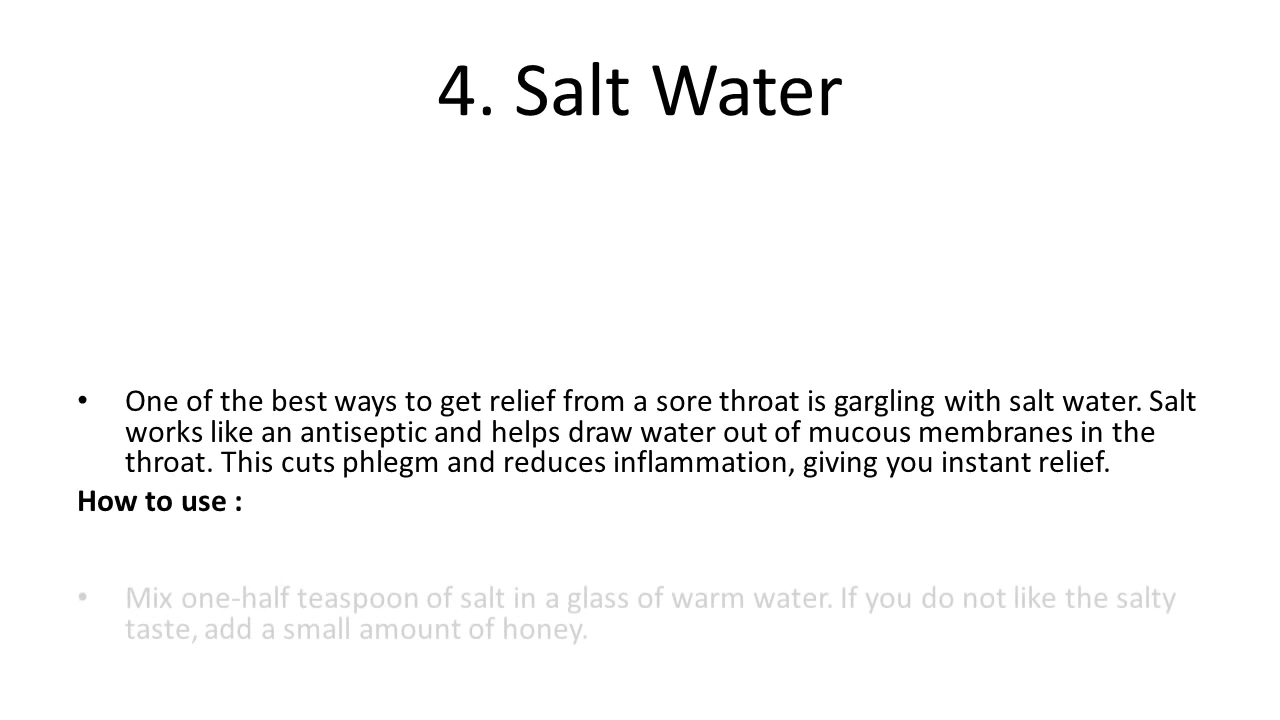 4. Salt Water
• One of the best ways to get relief from a sore throat is gargling with salt water. Salt
works like an antiseptic and helps draw water out of mucous membranes in the
throat. This cuts phlegm and reduces inflammation, giving you instant relief.
How to use :
• Mix one-half teaspoon of salt in a glass of warm water. If you do not like the salty
taste, add a small amount of honey.